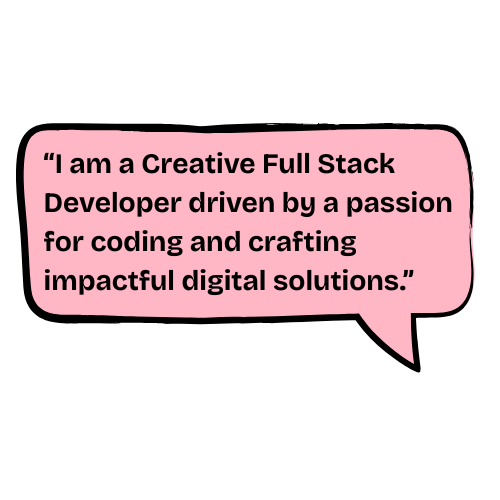 “I am a Creative Full Stack
Developer driven by a passion
for coding and crafting
impactful digital solutions.”